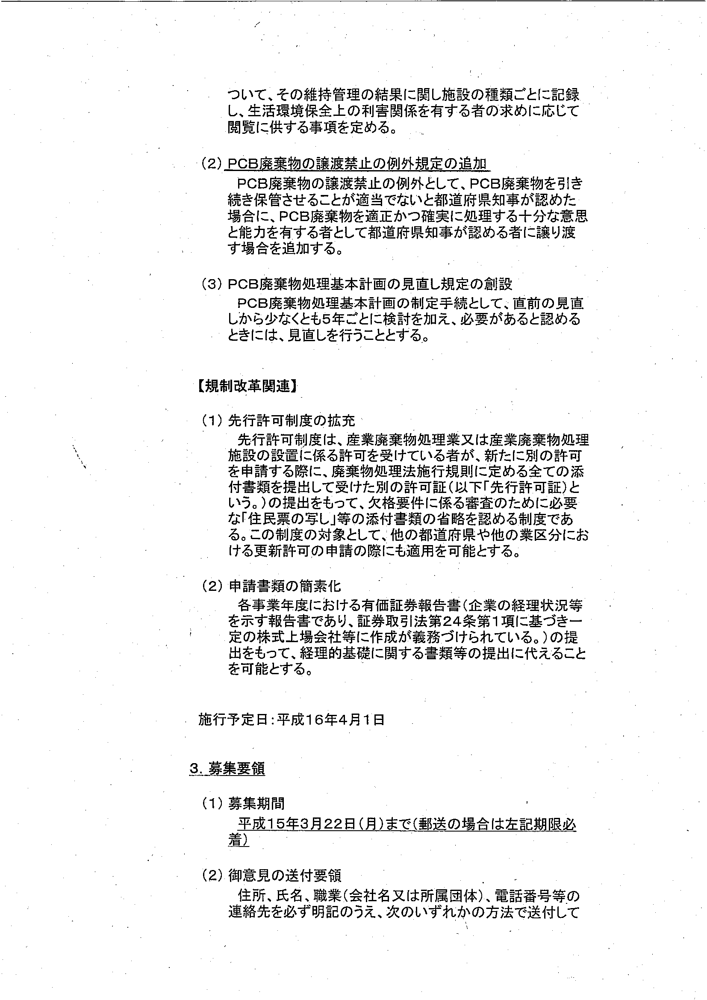 ついて、その維持管理の結果に関し施設の種類ごとに記録
し、生活環境保全上の利害関係を有する者の求めに応じて
閲覧に供する事項を定める。
(2) PCB廃棄物の譲渡禁止の例外規定の追加
PCB廃棄物の譲渡禁止の例外として、PCB廃棄物を引き
続き保管させることが適当でないと都道府県知事が認めた
場合に、PCB廃棄物を適正かつ確実に処理する十分な意思
と能力を有する者として都道府県知事が認める者に譲り渡
す場合を追加する。
(3) PCB廃棄物処理基本計画の見直し規定の創設
PCB廃棄物処理基本計画の制定手続として、直前の見直
しから少なくとも5年ごとに検討を加え、必要があると認める
ときには、見直しを行うこととする。
【規制改革関連】
(1) 先行許可制度の拡充
先行許可制度は、産業廃棄物処理業又は産業廃棄物処理
施設の設置に係る許可を受けている者が、新たに別の許可
を申請する際に、廃棄物処理法施行規則に定める全ての添
付書類を提出して受けた別の許可証(以下「先行許可証)と
いう。)の提出をもって、欠格要件に係る審査のために必要
な「住民票の写し」等の添付書類の省略を認める制度であ
る。この制度の対象として、他の都道府県や他の業区分にお
ける更新許可の申請の際にも適用を可能とする。
(2) 申請書類の簡素化
各事業年度における有価証券報告書(企業の経理状況等
を示す報告書であり、証券取引法第24条第1項に基づき一
定の株式上場会社等に作成が義務づけられている。)の提
出をもって、経理的基礎に関する書類等の提出に代えること
を可能とする。
施行予定日:平成16年4月1日
3. 募集要領
(1) 募集期間
平成15年3月22日(月)まで(郵送の場合は左記期限必
着)
(2) 御意見の送付要領
住所、氏名、職業(会社名又は所属団体)、電話番号等の
連絡先を必ず明記のうえ、次のいずれかの方法で送付して